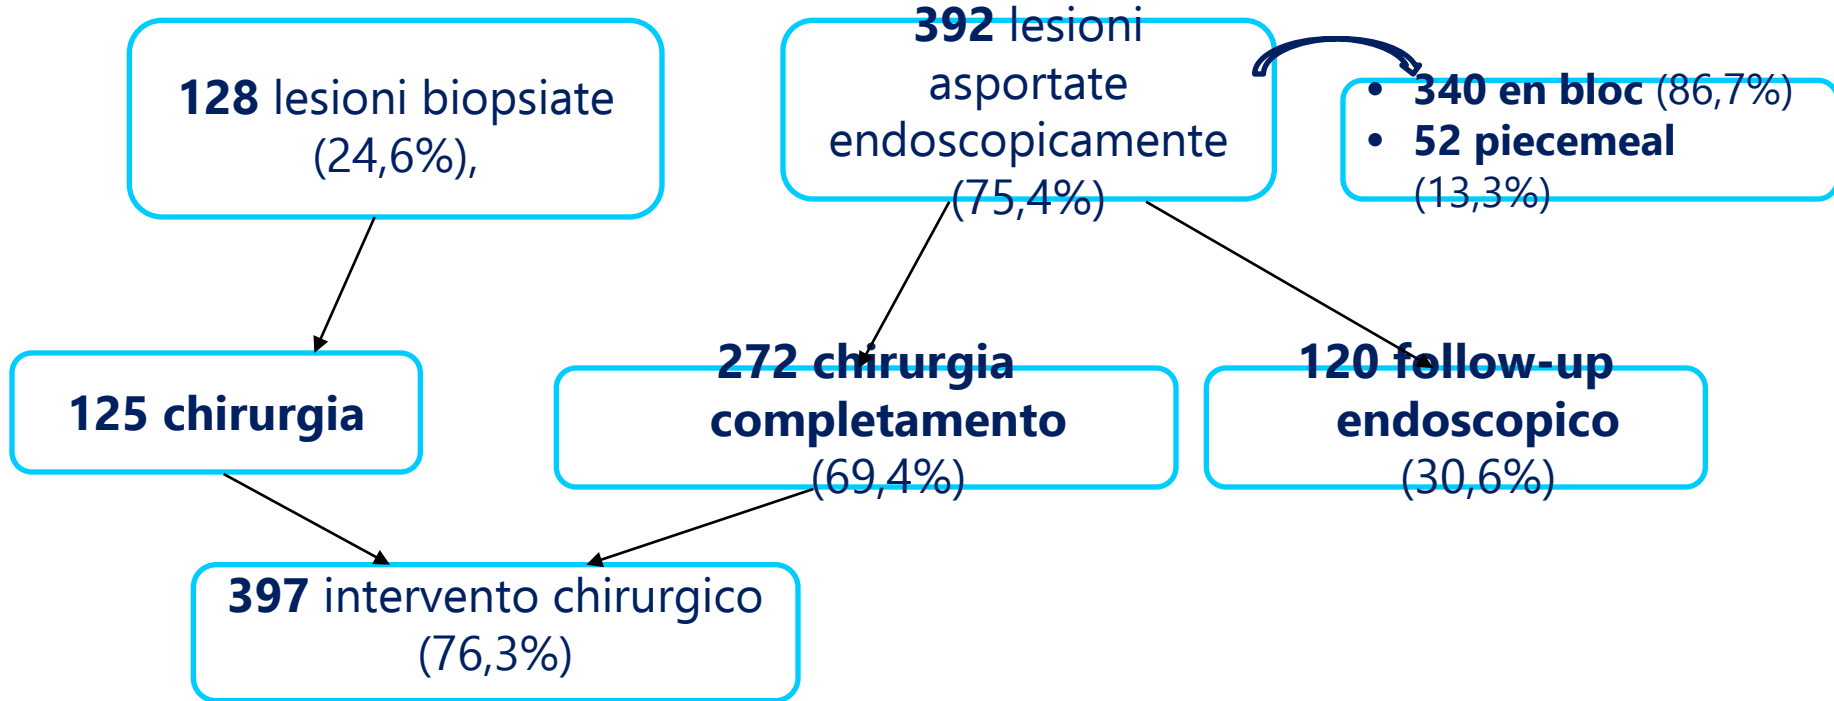 128 lesioni biopsiate
(24,6%),
392 lesioni
asportate
endoscopicamente
(75,4%)
• 340 en bloc (86,7%)
• 52 piecemeal
(13,3%)
125 chirurgia
272 chirurgia
completamento
(69,4%)
120 follow-up
endoscopico
(30,6%)
397 intervento chirurgico
(76,3%)